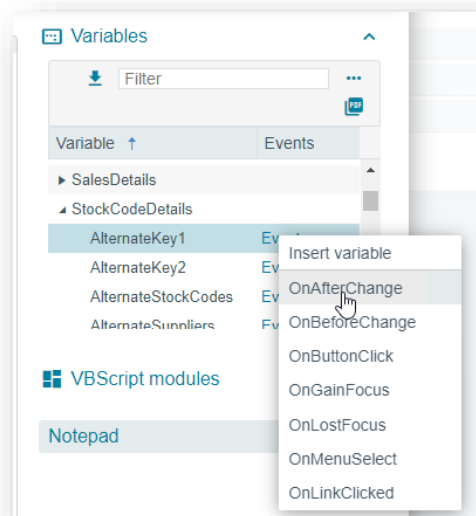 Variables
Filter
PDF
Variable ↑ Events
SalesDetails
StockCodeDetails
AlternateKey1
AlternateKey2
AlternateStockCodes
AlternateSuppliers
Insert variable
OnAfterChange
OnBeforeChange
OnButtonClick
OnGainFocus
OnLostFocus
OnMenuSelect
OnLinkClicked
VBScript modules
Notepad